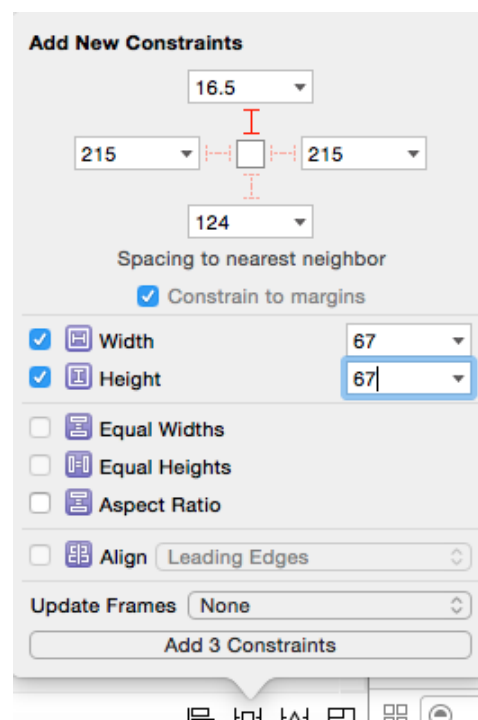 Add New Constraints
16.5
215 215
124
Spacing to nearest neighbor
Constrain to margins
Width 67
Height 67
Equal Widths
Equal Heights
Aspect Ratio
Align Leading Edges
Update Frames None
Add 3 Constraints